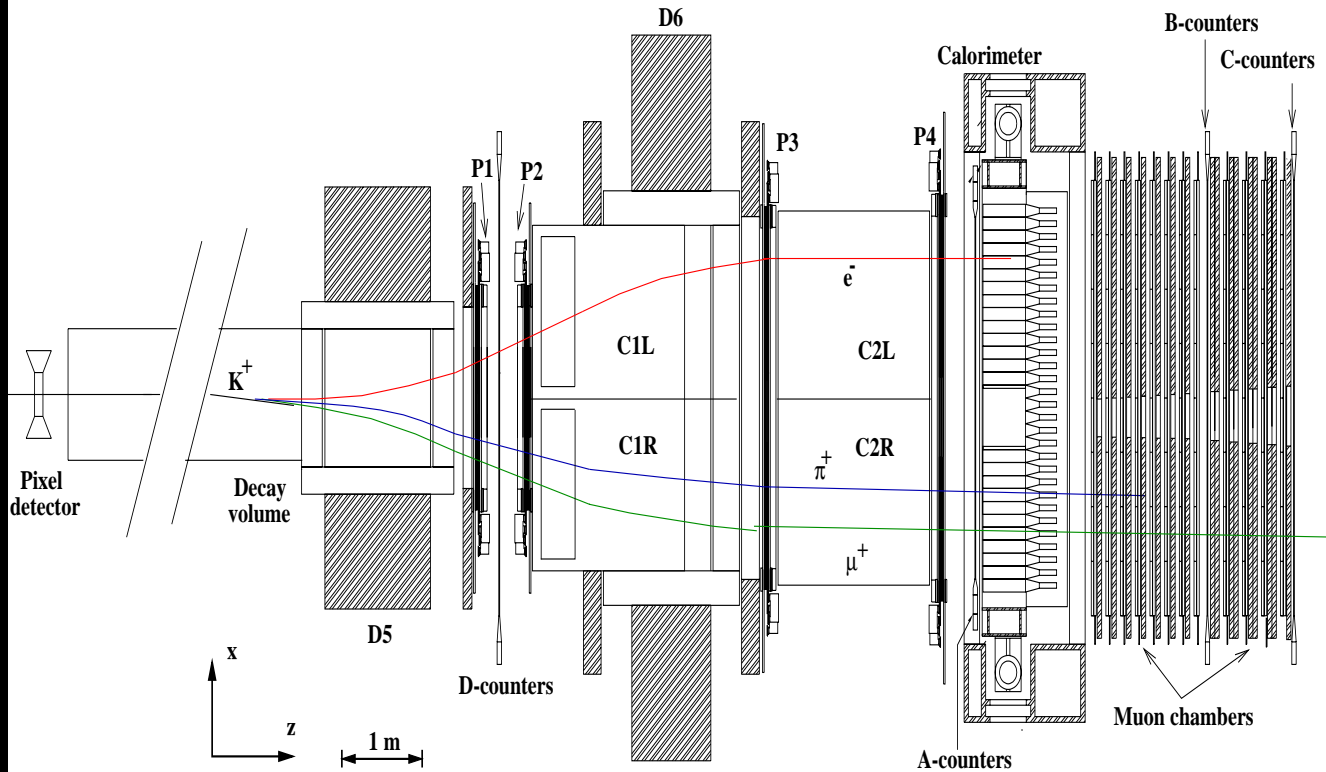 D6
B-counters
Calorimeter
C-counters
P3
P4
P1
P2
e-
C1L
C2L
K+
C1R
C2R
π+
Pixel
detector
Decay
volume
μ+
D5
x
D-counters
z
Muon chambers
1 m
A-counters